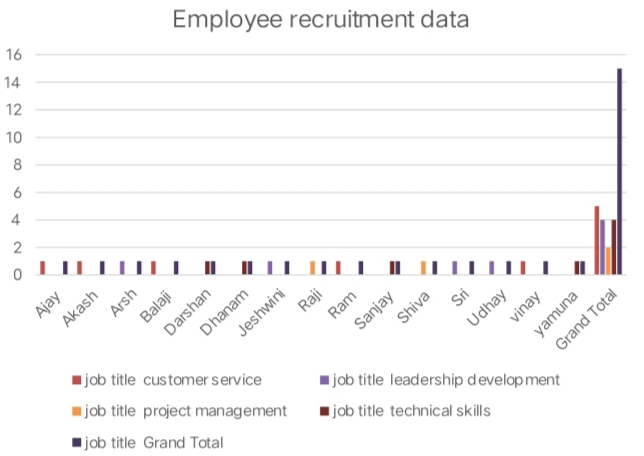 Employee recruitment data
16
14
12
10
8
6
4
2
0
Ajay
Akash
Arsh
Balaji
Darshan
Dhanam
Jeshwini
Raji
Ram
Sanjay
Shiva
Sri
Udhay
vinay
yamuna
Grand Total
job title customer service
job title leadership development
job title project management
job title technical skills
job title Grand Total